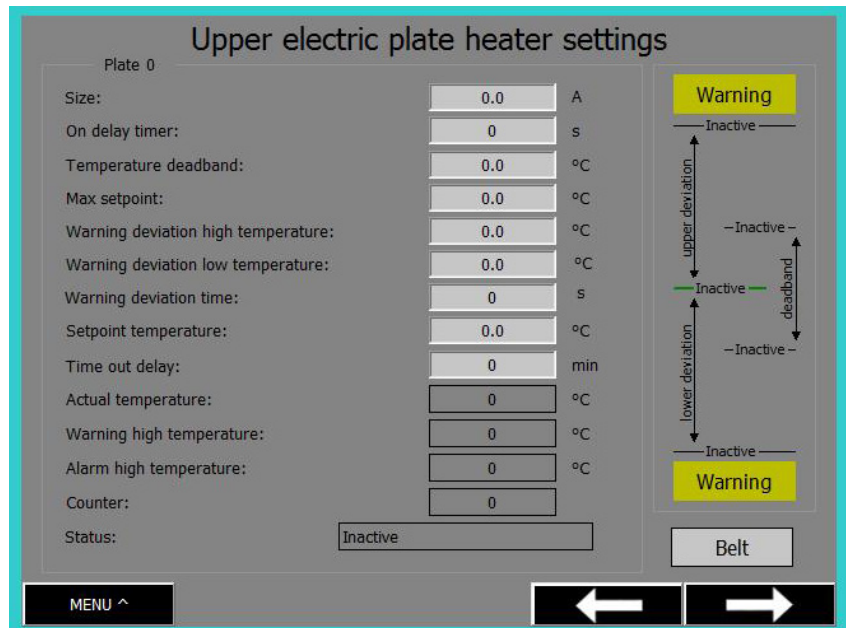 Upper electric plate heater settings
Plate 0
Size: 0.0 A
On delay timer: 0 s
Temperature deadband: 0.0 °C
Max setpoint: 0.0 °C
Warning deviation high temperature: 0.0 °C
Warning deviation low temperature: 0.0 °C
Warning deviation time: 0 s
Setpoint temperature: 0.0 °C
Time out delay: 0 min
Actual temperature: 0 °C
Warning high temperature: 0 °C
Alarm high temperature: 0 °C
Counter: 0
Status: Inactive
Warning
Inactive
upper deviation
Inactive
Inactive
deadband
Inactive
lower deviation
Inactive
Warning
Belt
MENU ^